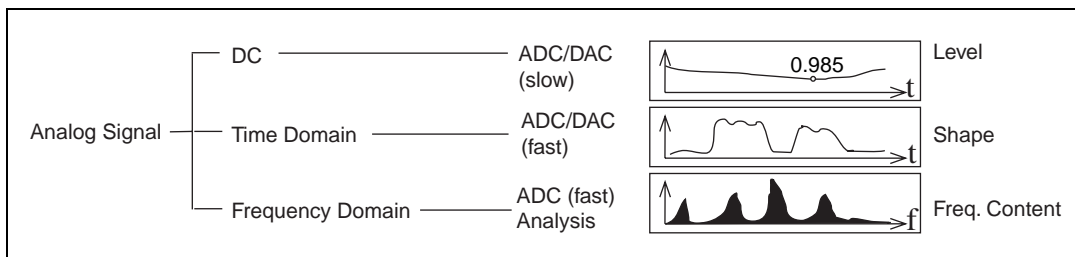 DC
ADC/DAC
(slow)
0.985
t
Level
Analog Signal
Time Domain
ADC/DAC
(fast)
t
Shape
Frequency Domain
ADC (fast)
Analysis
f
Freq. Content